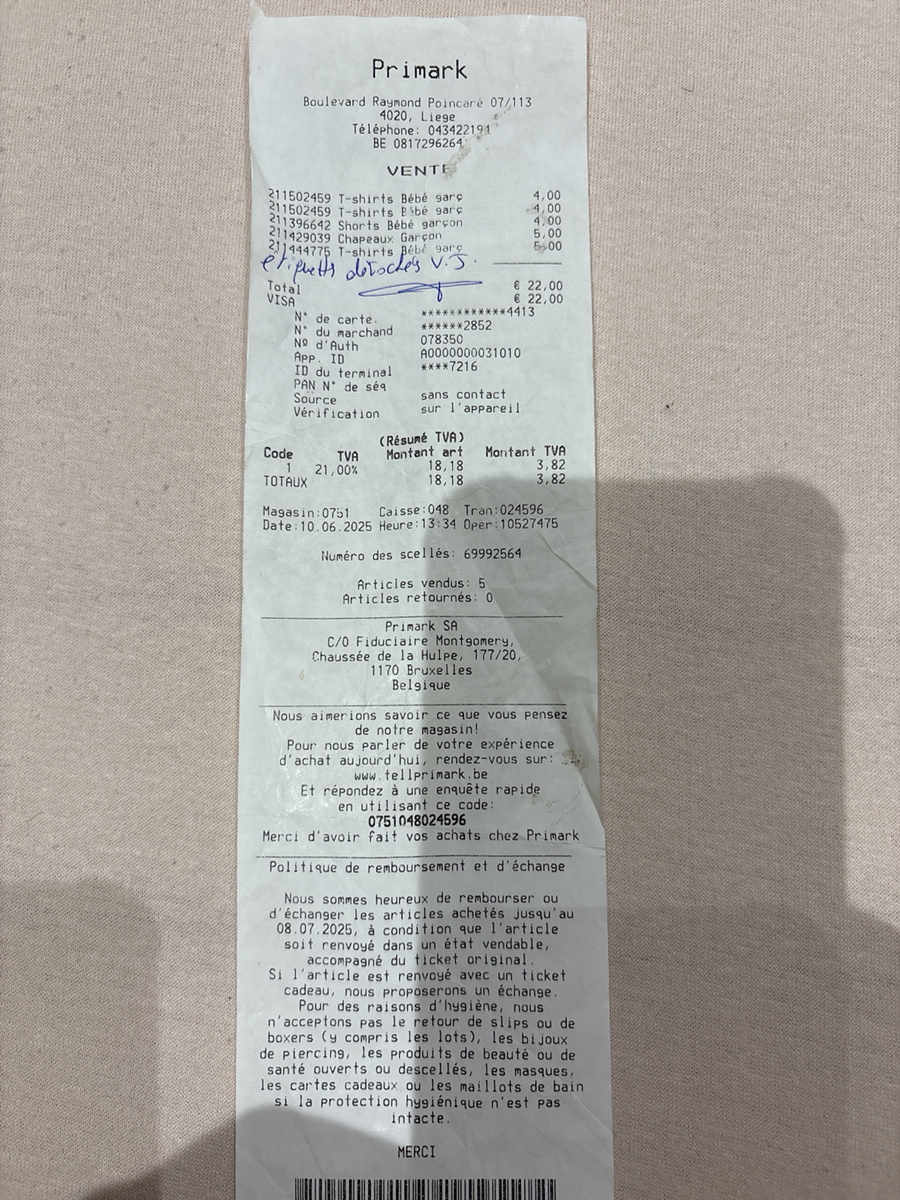 Primark
Boulevard Raymond Poincaré 07/113
4020, Liege
Téléphone: 043422191
BE 0817296264
VENTE
211502459 T-shirts Bébé garç 4,00
211502459 T-shirts Bébé garç 4,00
211396642 Shorts Bébé garçon 4,00
211429039 Chapeaux Garçon 5,00
211444775 T-shirts Bébé garç 5,00
détachés V.J.
Total € 22,00
VISA € 22,00
N° de carte. ************4413
N° du marchand ******2852
Nº d'Auth 078350
App. ID A0000000031010
ID du terminal ****7216
PAN N° de séq
Source sans contact
Vérification sur l'appareil
(Résumé TVA)
Code TVA Montant art Montant TVA
1 21,00% 18,18 3,82
TOTAUX 18,18 3,82
Magasin:0751 Caisse:048 Tran:024596
Date:10.06.2025 Heure:13:34 Oper:10527475
Numéro des scellés: 69992564
Articles vendus: 5
Articles retournés: 0
Primark SA
C/O Fiduciaire Montgomery,
Chaussée de la Hulpe, 177/20,
1170 Bruxelles
Belgique
Nous aimerions savoir ce que vous pensez
de notre magasin!
Pour nous parler de votre expérience
d'achat aujourd'hui, rendez-vous sur:
www.tellprimark.be
Et répondez à une enquête rapide
en utilisant ce code:
0751048024596
Merci d'avoir fait vos achats chez Primark
Politique de remboursement et d'échange
Nous sommes heureux de rembourser ou
d'échanger les articles achetés jusqu'au
08.07.2025, à condition que l'article
soit renvoyé dans un état vendable,
accompagné du ticket original.
Si l'article est renvoyé avec un ticket
cadeau, nous proposerons un échange.
Pour des raisons d'hygiène, nous
n'acceptons pas le retour de slips ou de
boxers (y compris les lots), les bijoux
de piercing, les produits de beauté ou de
santé ouverts ou descellés, les masques,
les cartes cadeaux ou les maillots de bain
si la protection hygiénique n'est pas
intacte.
MERCI